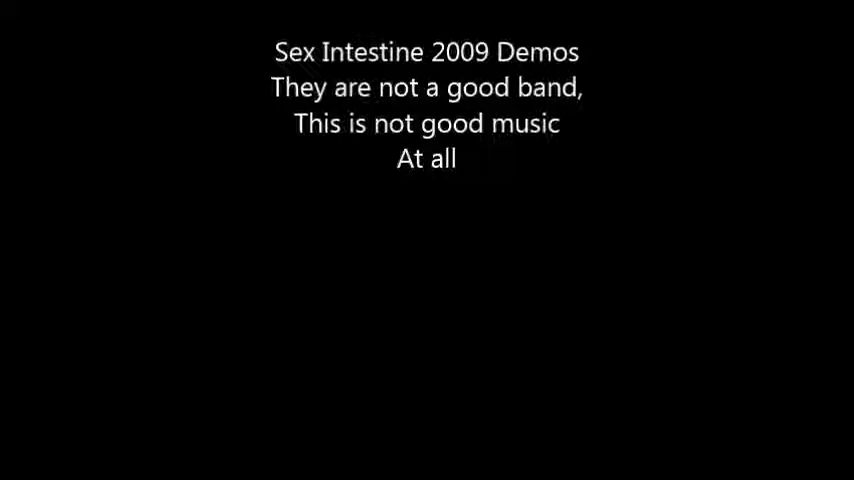 Sex Intestine 2009 Demos
They are not a good band,
This is not good music
At all